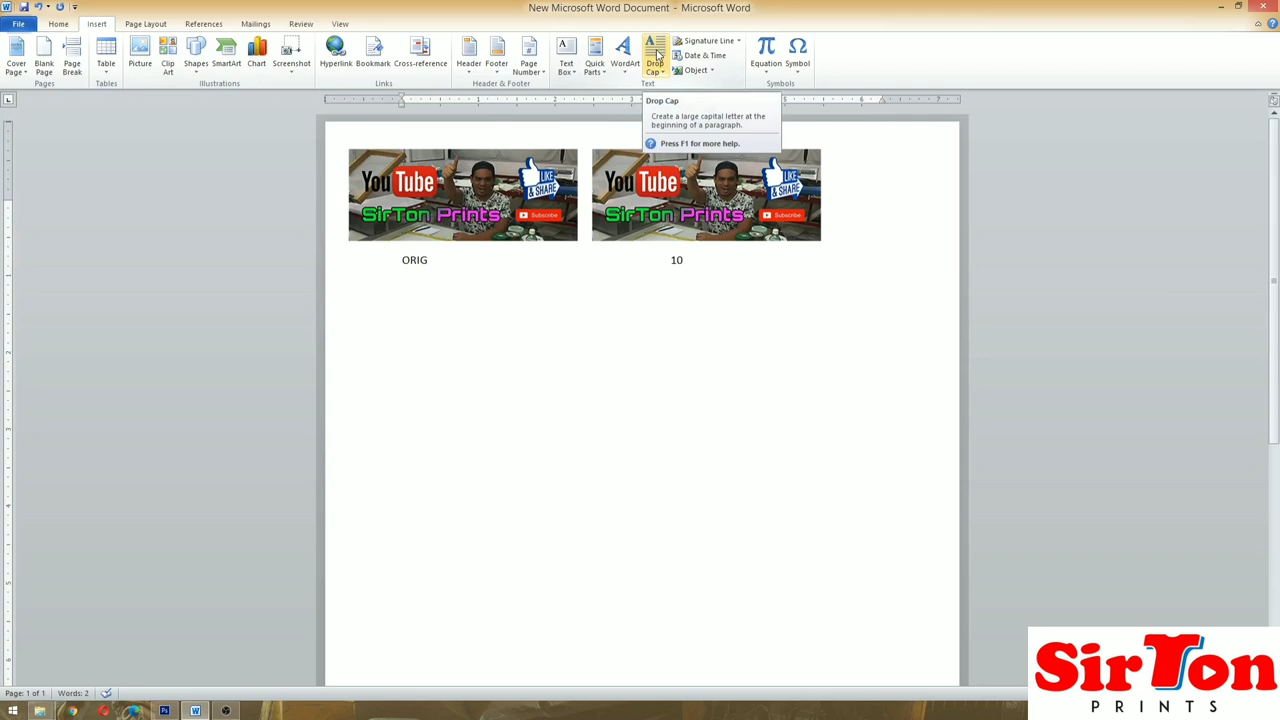 New Microsoft Word Document - Microsoft Word
File Home Insert Page Layout References Mailings Review View
Cover Page Blank Page Page Break
Pages
Table
Tables
Picture Clip Art Shapes SmartArt Chart Screenshot
Illustrations
Hyperlink Bookmark Cross-reference
Links
Header Footer Page Number
Header & Footer
Text Box Quick Parts WordArt Drop Cap
Signature Line
Date & Time
Object
Text
Equation Symbol
Symbols
Drop Cap
Create a large capital letter at the
beginning of a paragraph.
Press F1 for more help.
YouTube LIKE & SHARE
SirTon Prints Subscribe
YouTube LIKE & SHARE
SirTon Prints Subscribe
ORIG 10
Page: 1 of 1 Words: 2
SirTon
PRINTS